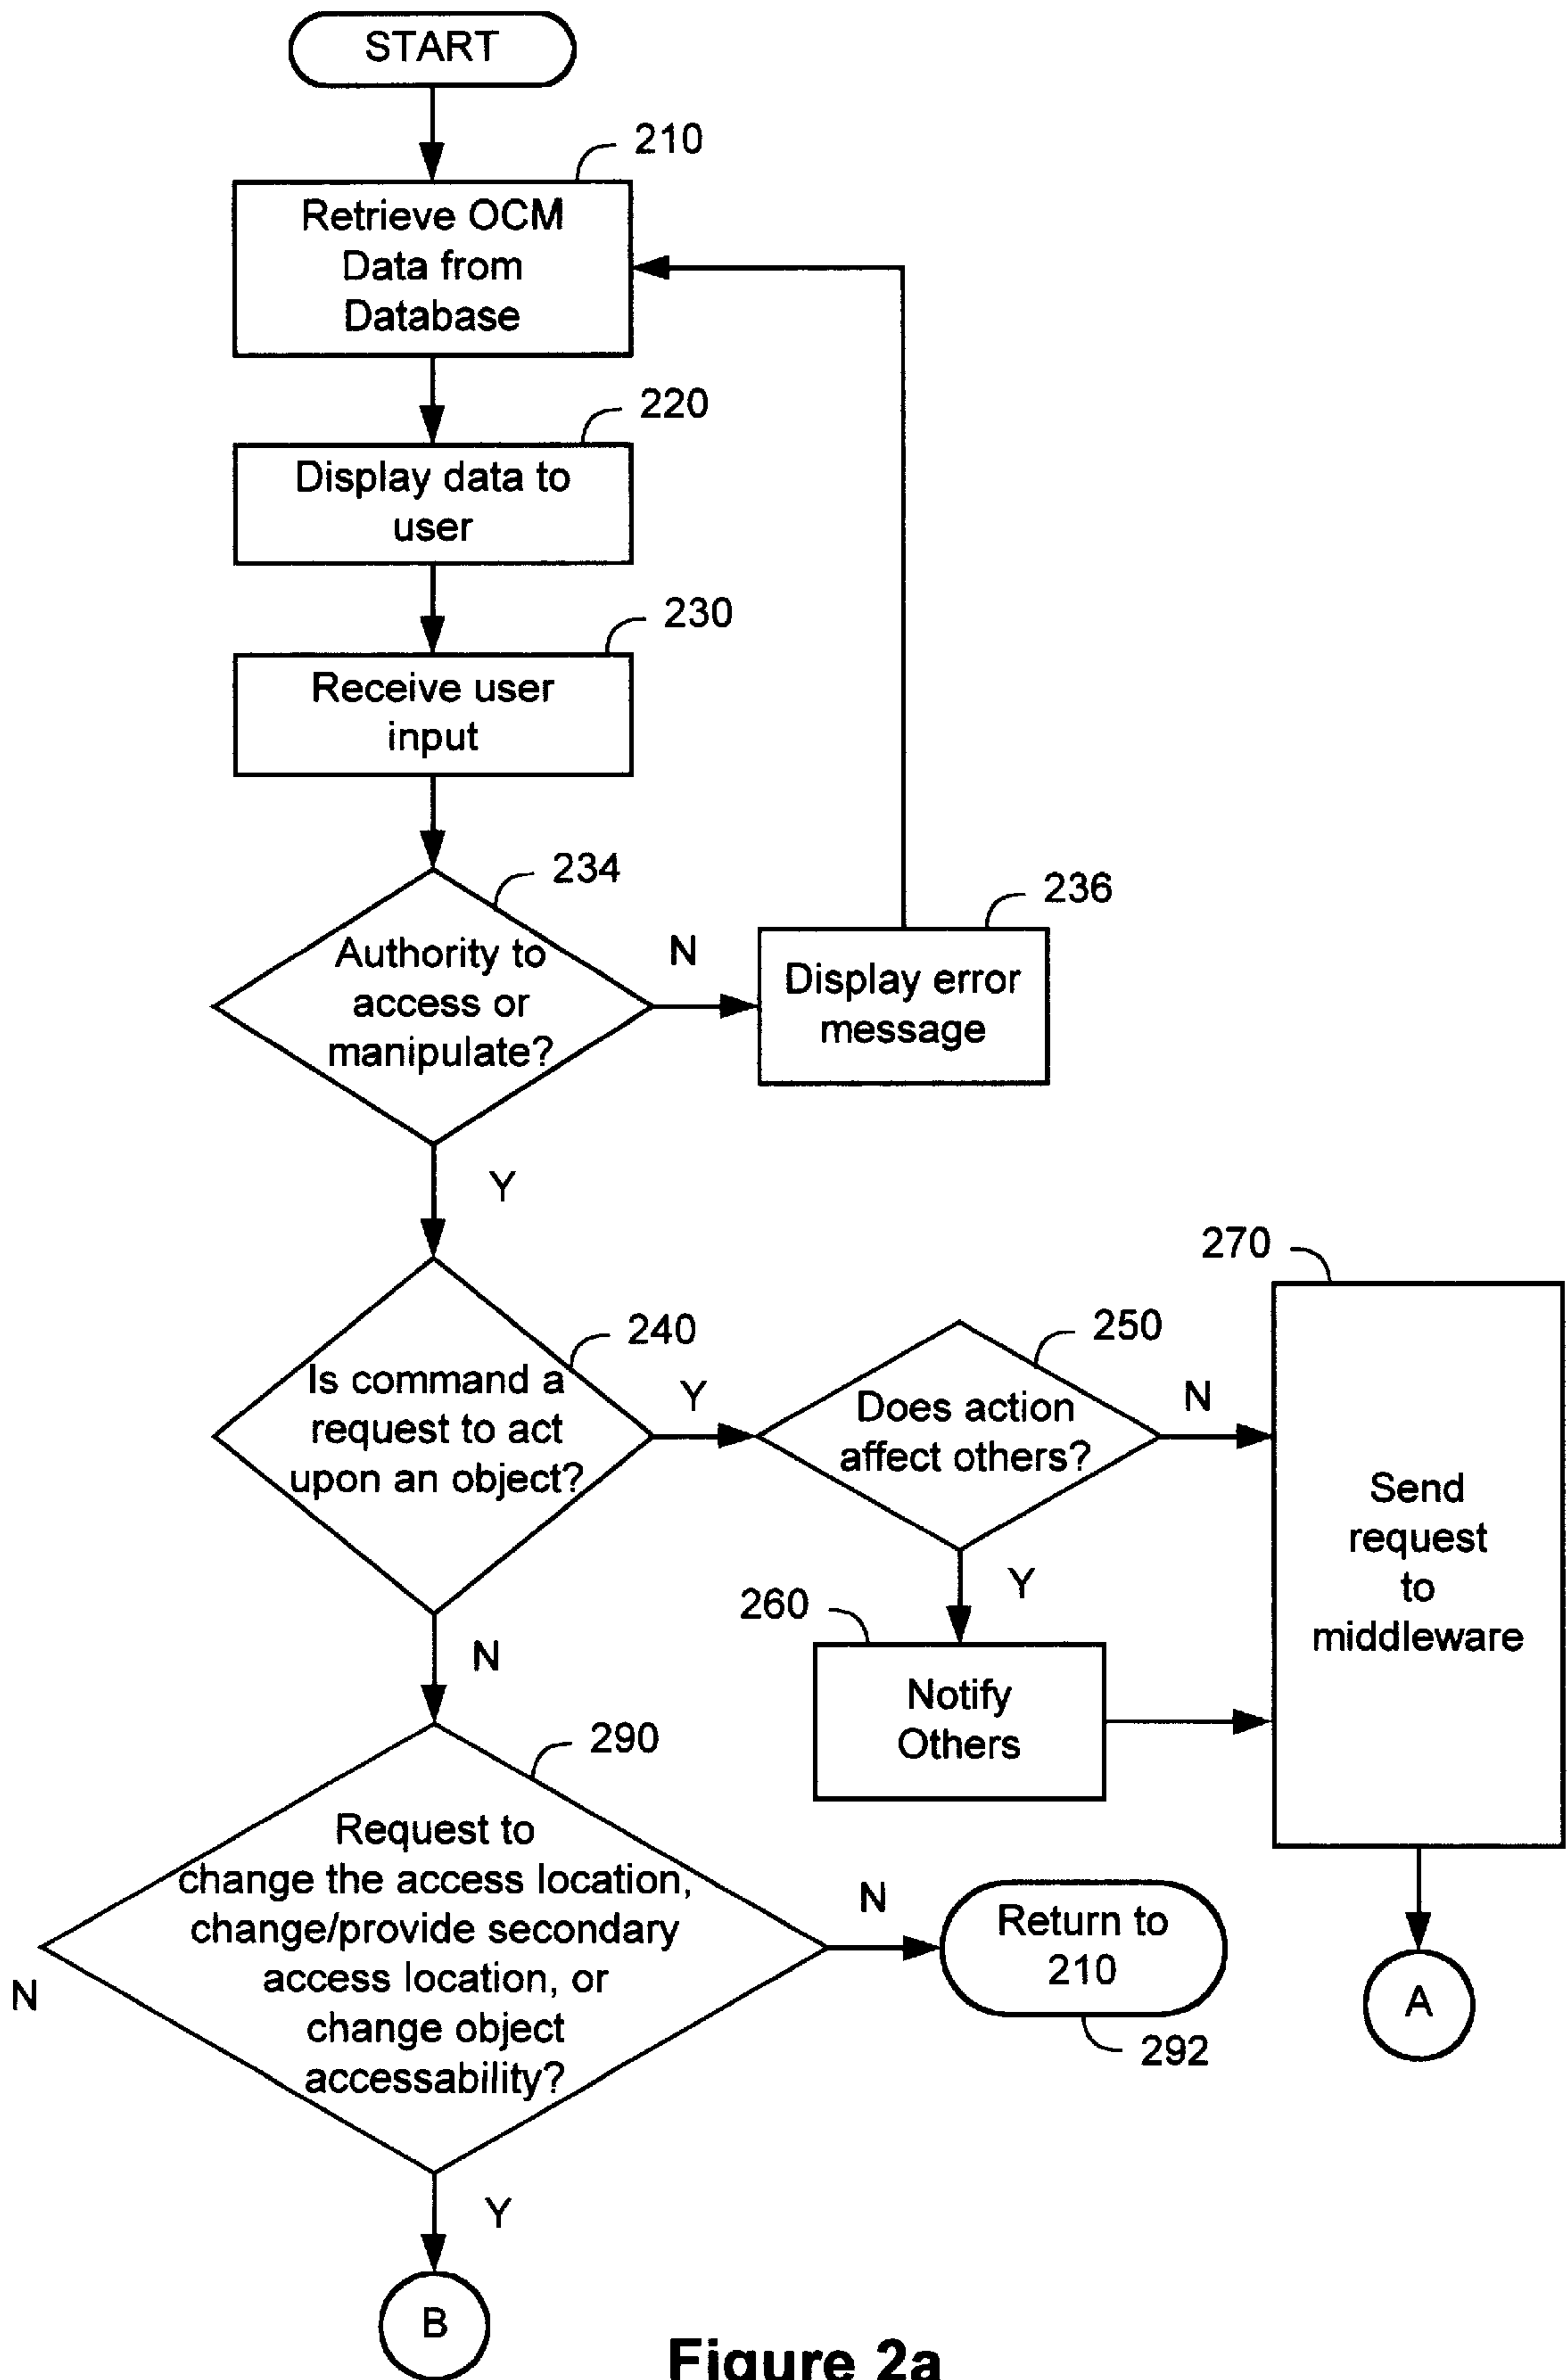 START
210
Retrieve OCM
Data from
Database
220
Display data to
user
230
Receive user
input
234
Authority to
access or
manipulate?
N
236
Display error
message
Y
240
Is command a
request to act
upon an object?
Y
250
Does action
affect others?
N
270
Send
request
to
middleware
Y
260
Notify
Others
N
290
Request to
change the access location,
change/provide secondary
access location, or
change object
accessability?
N
N
Return to
210
292
A
Y
B
Figure 2a